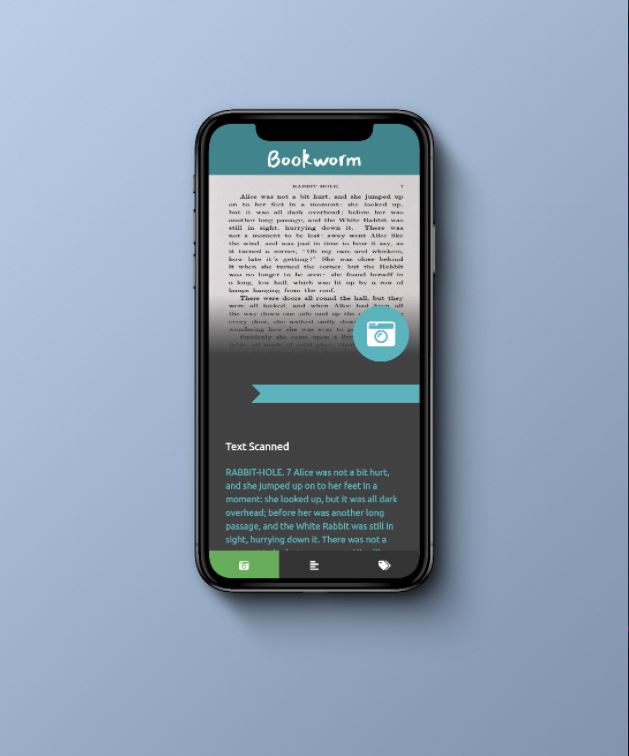 Bookworm
RABBIT-HOLE. 7
Alice was not a bit hurt, and she jumped up
on to her feet in a moment: she looked up,
but it was all dark overhead; before her was
another long passage, and the White Rabbit was
still in sight, hurrying down it. There was
not a moment to be lost: away went Alice like
the wind, and was just in time to hear it say, as
it turned a corner, "Oh my ears and whiskers,
how late it's getting!" She was close behind
it when she turned the corner, but the Rabbit
was no longer to be seen: she found herself in
a long, low hall, which was lit up by a row of
lamps hanging from the roof.
There were doors all round the hall, but they
were all locked, and when Alice had been all
the way down one side and up the
every door, she walked sadly down
wondering how she was ever to
Suddenly she came upon a
Text Scanned
RABBIT-HOLE. 7 Alice was not a bit hurt,
and she jumped up on to her feet in a
moment: she looked up, but it was all dark
overhead; before her was another long
passage, and the White Rabbit was still in
sight, hurrying down it. There was not a